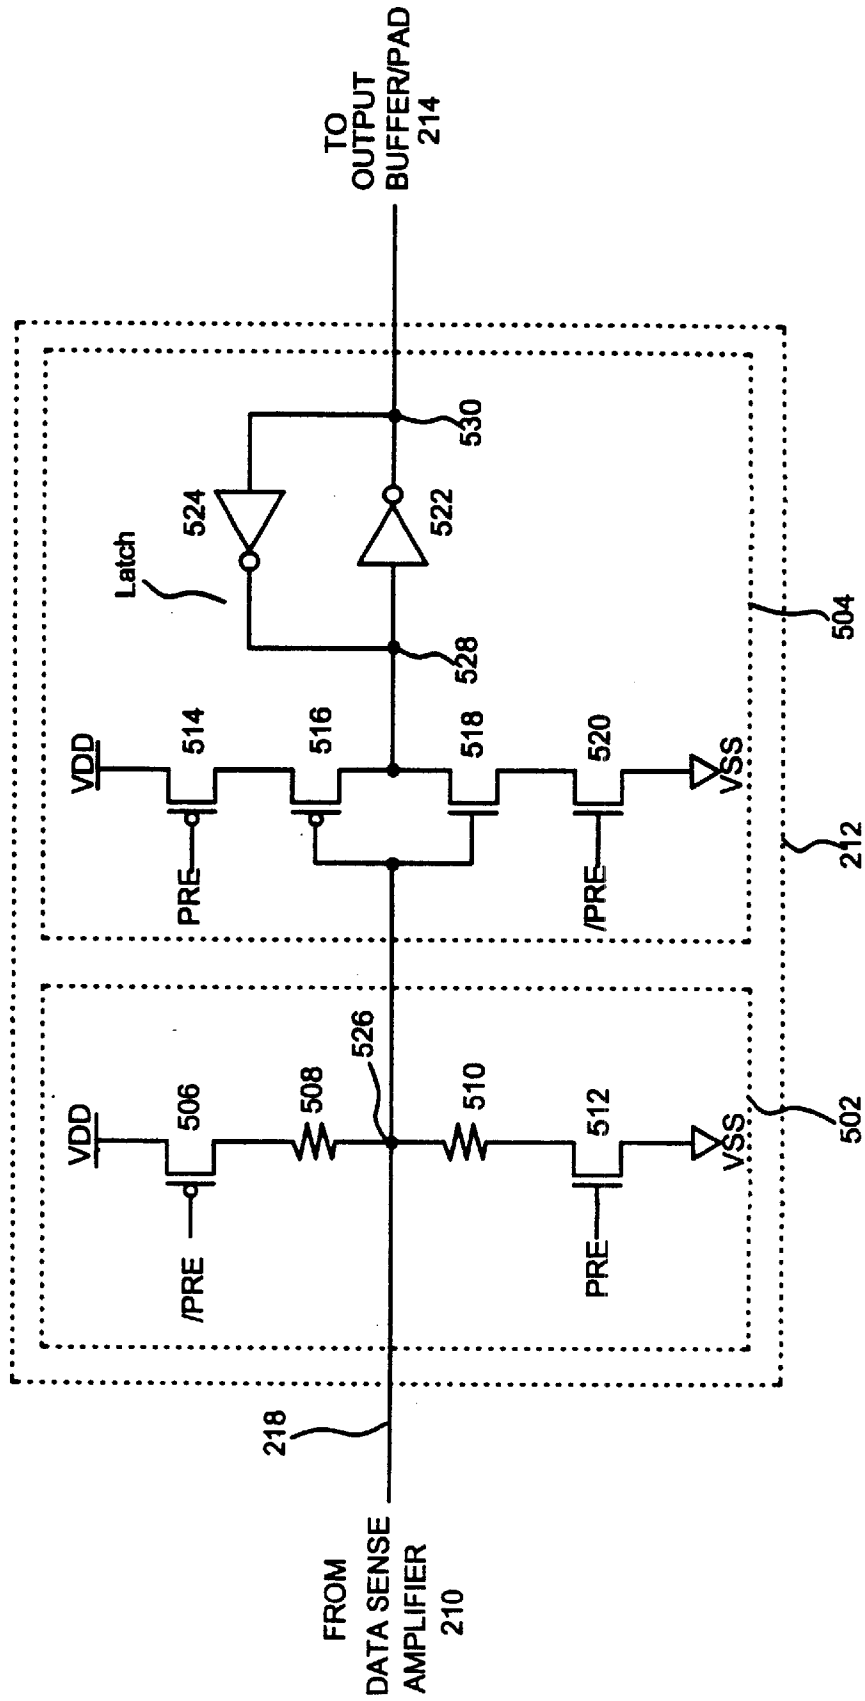 FROM
DATA SENSE
AMPLIFIER
210
218
VDD
/PRE
506
508
526
510
PRE
512
VSS
502
VDD
PRE
514
516
518
/PRE
520
VSS
Latch
524
528
522
530
504
212
TO
OUTPUT
BUFFER/PAD
214